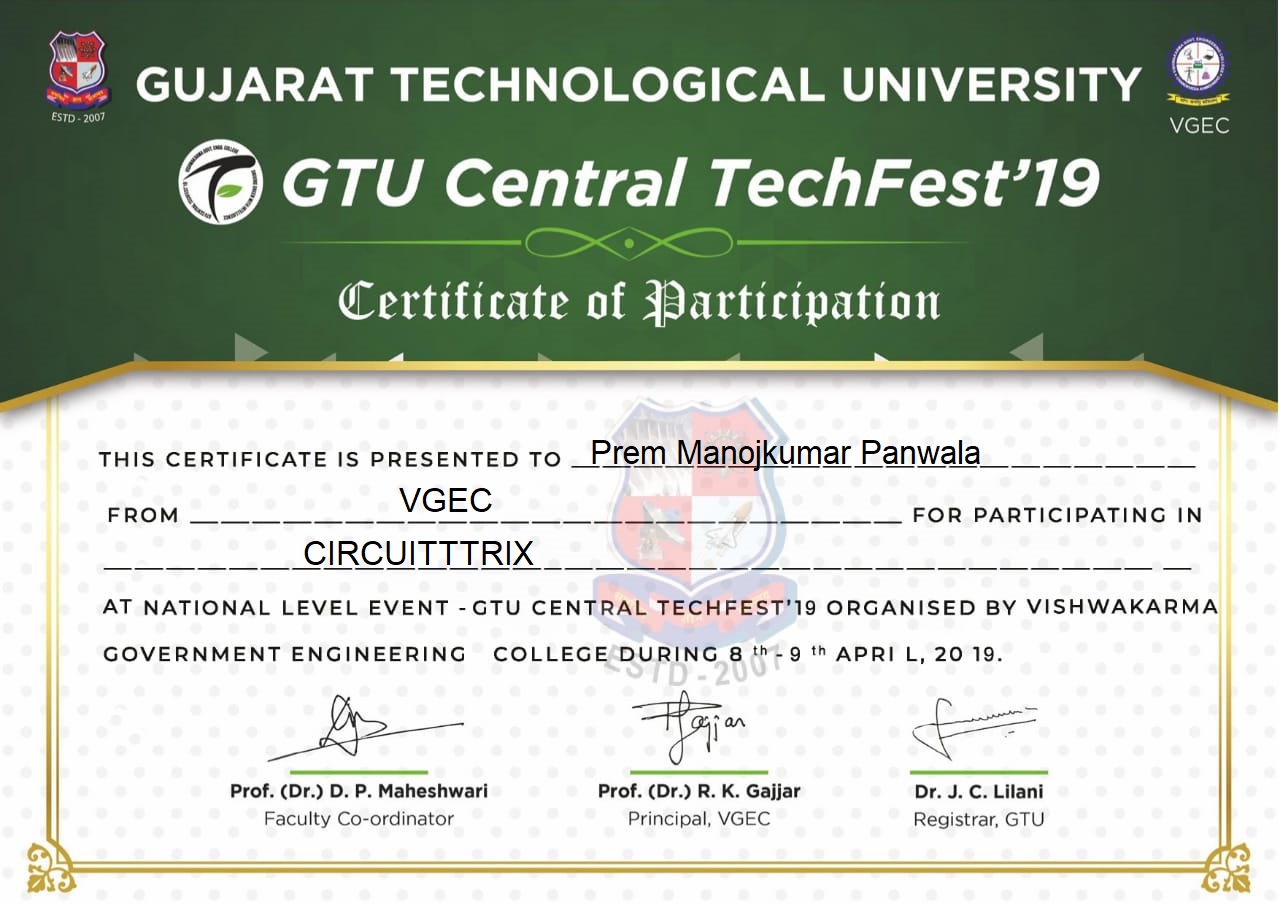 ESTD - 2007
GUJARAT TECHNOLOGICAL UNIVERSITY
VGEC
GTU Central TechFest'19
Certificate of Participation
THIS CERTIFICATE IS PRESENTED TO Prem Manojkumar Panwala
FROM VGEC FOR PARTICIPATING IN
CIRCUITTTRIX
AT NATIONAL LEVEL EVENT - GTU CENTRAL TECHFEST'19 ORGANISED BY VISHWAKARMA
GOVERNMENT ENGINEERING COLLEGE DURING 8 th - 9 th APRI L, 20 19.
ESTD - 2007
Gajjar
Prof. (Dr.) D. P. Maheshwari
Prof. (Dr.) R. K. Gajjar
Dr. J. C. Lilani
Faculty Co-ordinator
Principal, VGEC
Registrar, GTU